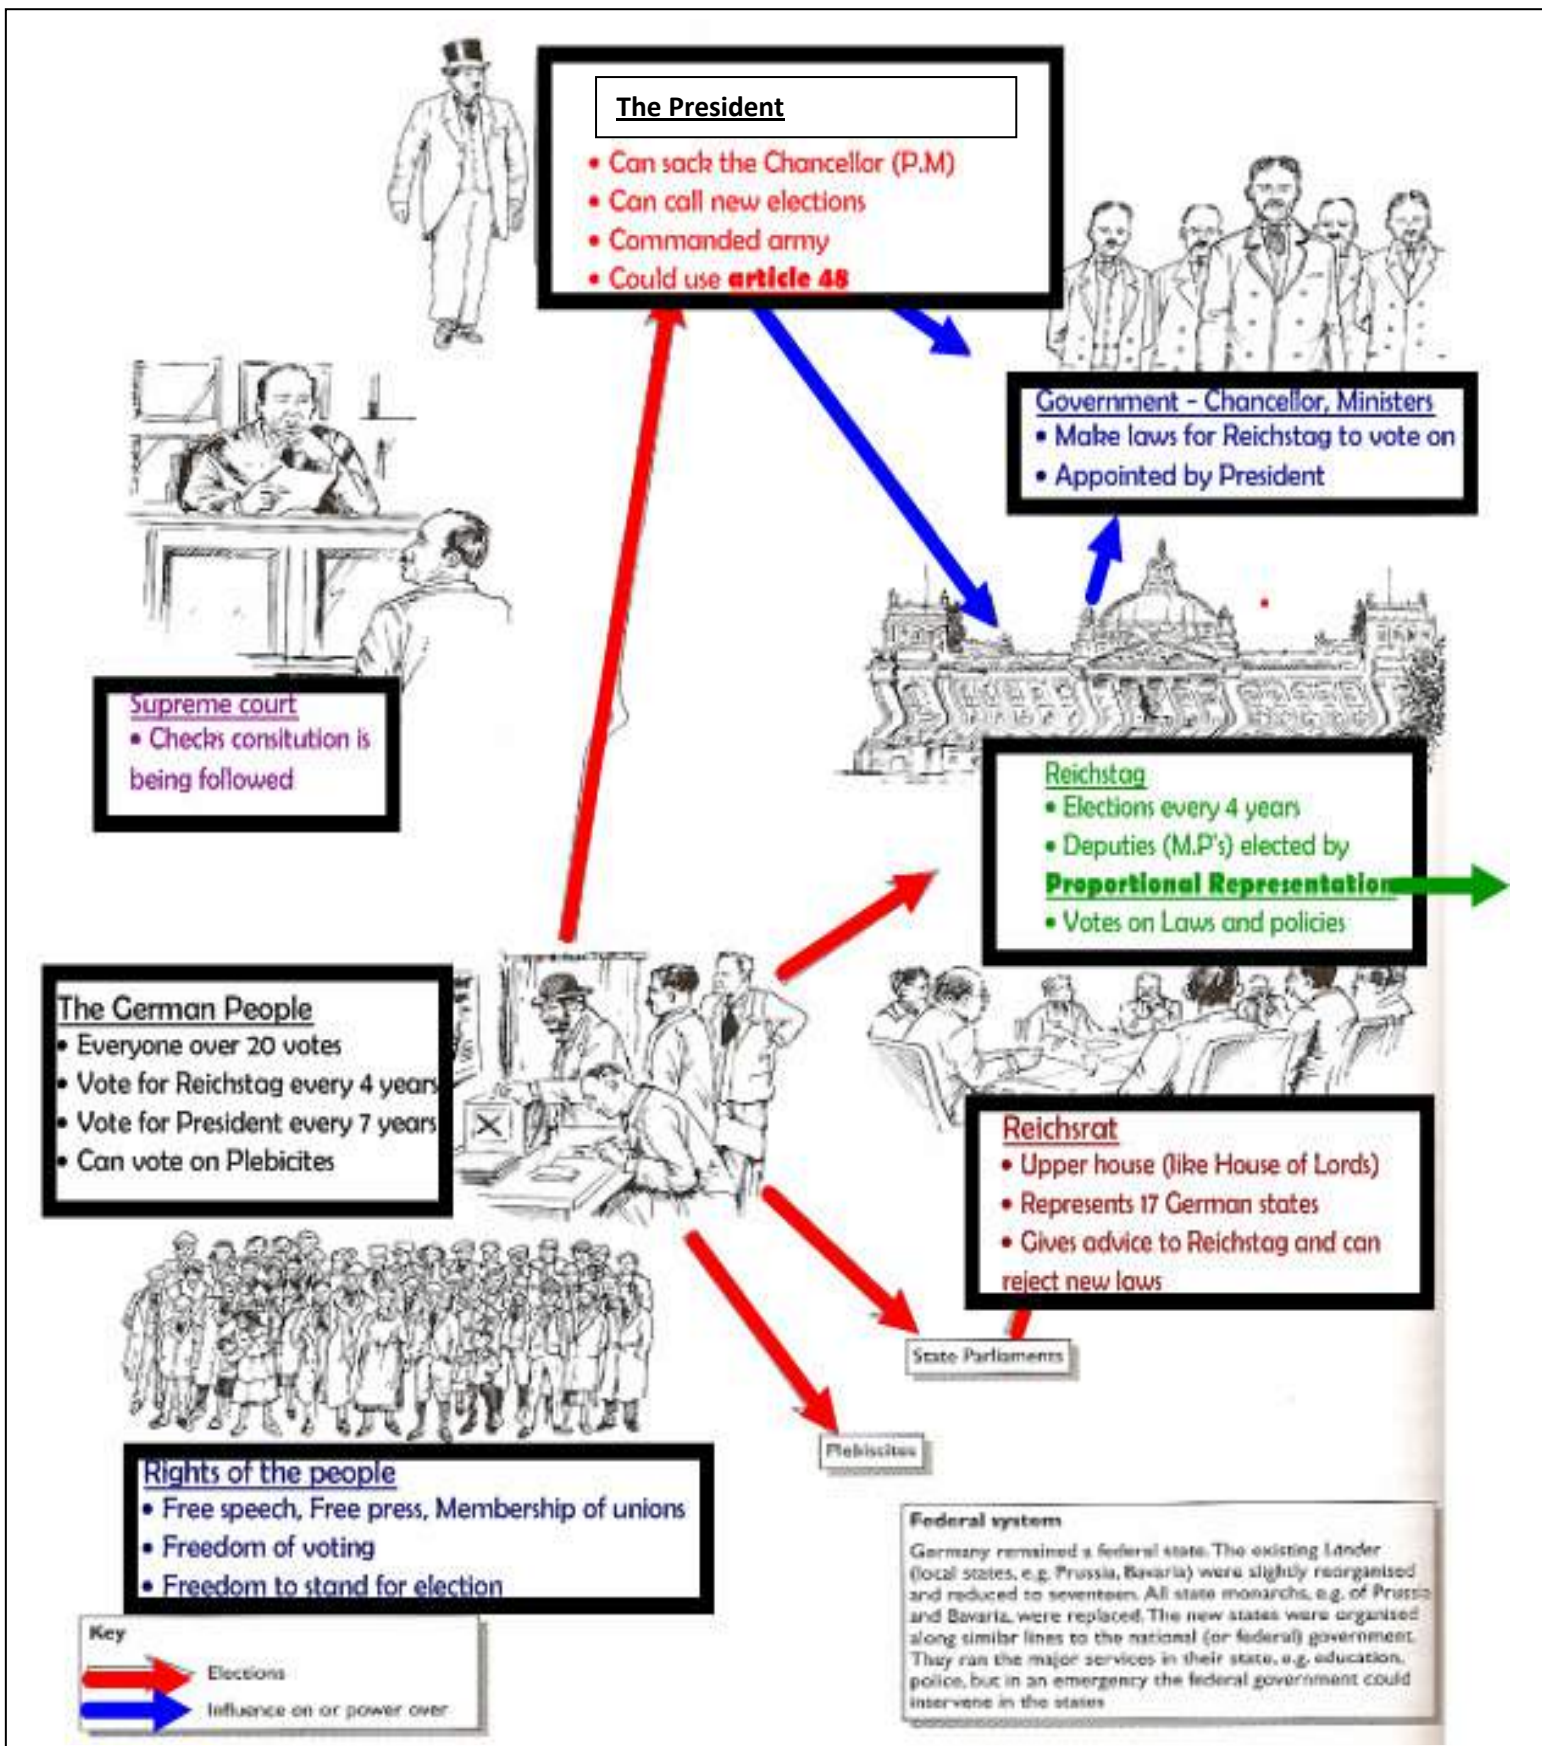 The President
• Can sack the Chancellor (P.M)
• Can call new elections
• Commanded army
• Could use article 48
Government - Chancellor, Ministers
• Make laws for Reichstag to vote on
• Appointed by President
Supreme court
• Checks consitution is
being followed
Reichstag
• Elections every 4 years
• Deputies (M.P's) elected by
Proportional Representation
• Votes on Laws and policies
The German People
• Everyone over 20 votes
• Vote for Reichstag every 4 years
• Vote for President every 7 years
• Can vote on Plebicites
Reichsrat
• Upper house (like House of Lords)
• Represents 17 German states
• Gives advice to Reichstag and can
reject new laws
State Parliaments
Plebiscites
Rights of the people
• Free speech, Free press, Membership of unions
• Freedom of voting
• Freedom to stand for election
Federal system
Germany remained a federal state. The existing Länder
(local states, e.g. Prussia, Bavaria) were slightly reorganised
and reduced to seventeen. All state monarchs, e.g. of Prussia
and Bavaria, were replaced. The new states were organised
along similar lines to the national (or federal) government.
They ran the major services in their state, e.g. education,
police, but in an emergency the federal government could
intervene in the states
Key
Elections
Influence on or power over